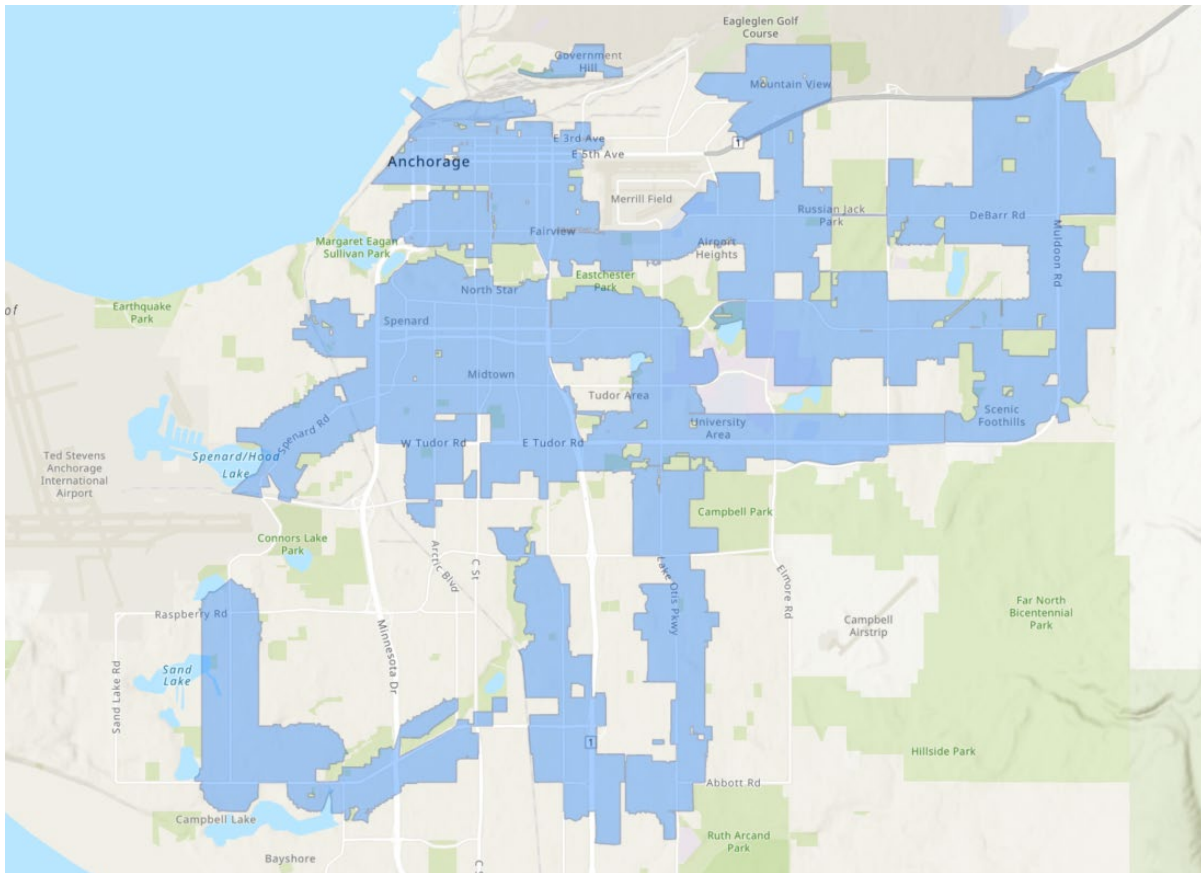 Eagleglen Golf
Course
Government
Hill
Mountain View
E 3rd Ave
1
Anchorage
E 5th Ave
Merrill Field
Russian Jack
Park
DeBarr Rd
Muldoon Rd
Fairview
Margaret Eagan
Sullivan Park
Airport
Heights
Eastchester
Park
North Star
Earthquake
Park
of
Spenard
Midtown
Tudor Area
Scenic
Foothills
University
Area
Spenard Rd
W Tudor Rd
E Tudor Rd
Spenard/Hood
Lake
Ted Stevens
Anchorage
International
Airport
Campbell Park
Connors Lake
Park
Arctic Blvd
C St
Lake Otis Pkwy
Elmore Rd
Far North
Bicentennial
Park
Raspberry Rd
Campbell
Airstrip
Minnesota Dr
Sand
Lake
Sand Lake Rd
1
Hillside Park
Abbott Rd
Campbell Lake
Ruth Arcand
Park
Bayshore